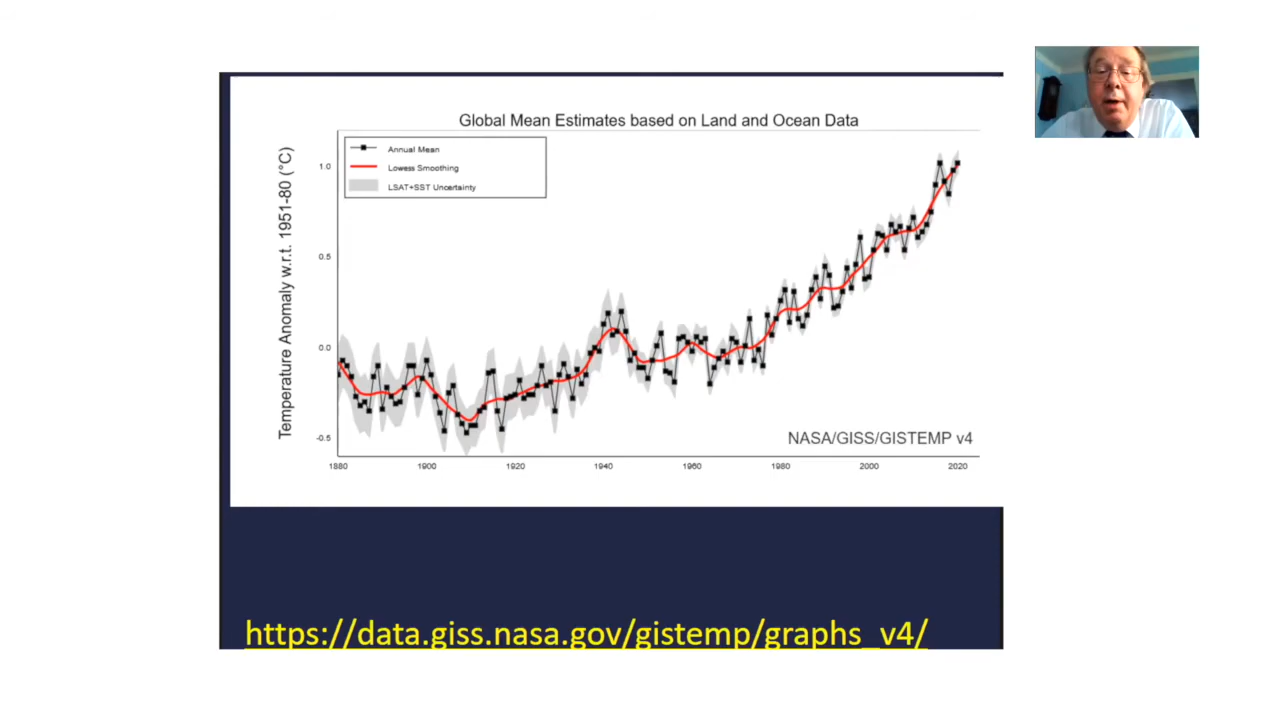 Global Mean Estimates based on Land and Ocean Data
Temperature Anomaly w.r.t. 1951-80 (°C)
Annual Mean
Lowess Smoothing
LSAT+SST Uncertainty
1.0
0.5
0.0
-0.5
NASA/GISS/GISTEMP v4
1880 1900 1920 1940 1960 1980 2000 2020
https://data.giss.nasa.gov/gistemp/graphs_v4/